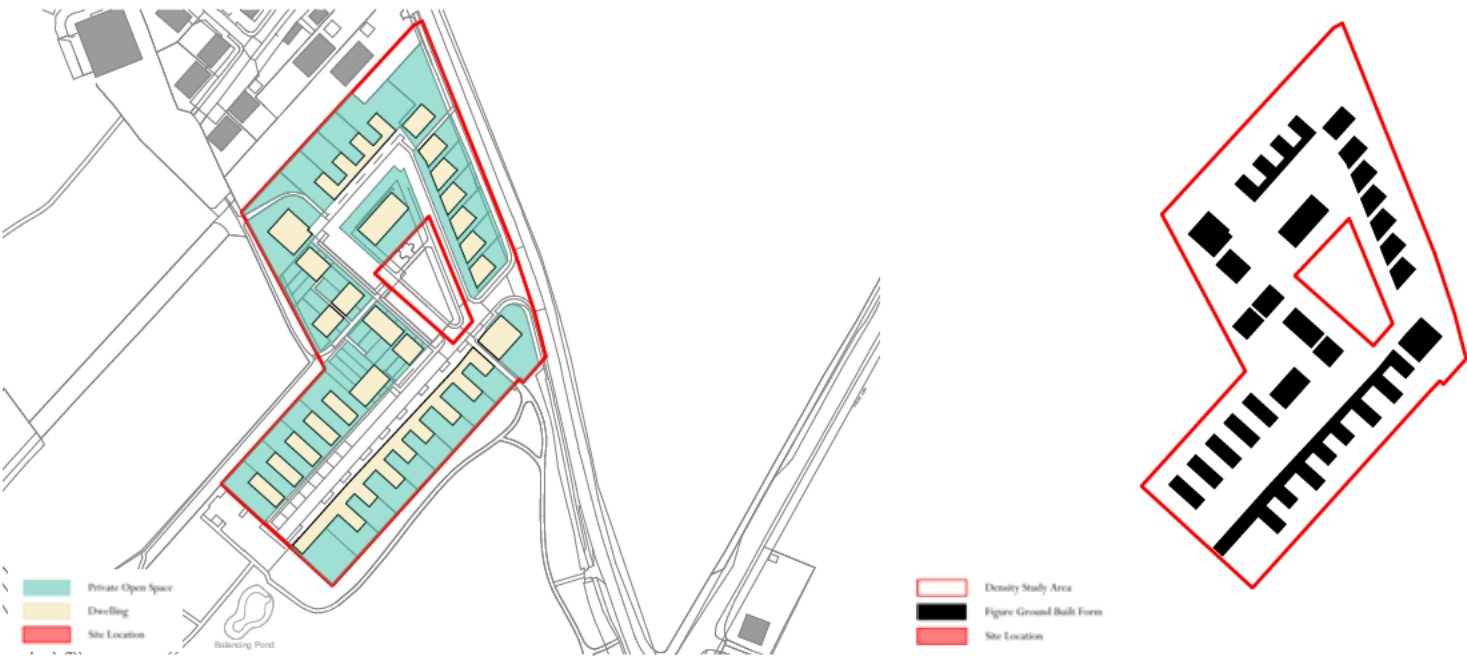 Private Open Space
Dwelling
Site Location
Balancing Pond
Density Study Area
Figure Ground Built Form
Site Location